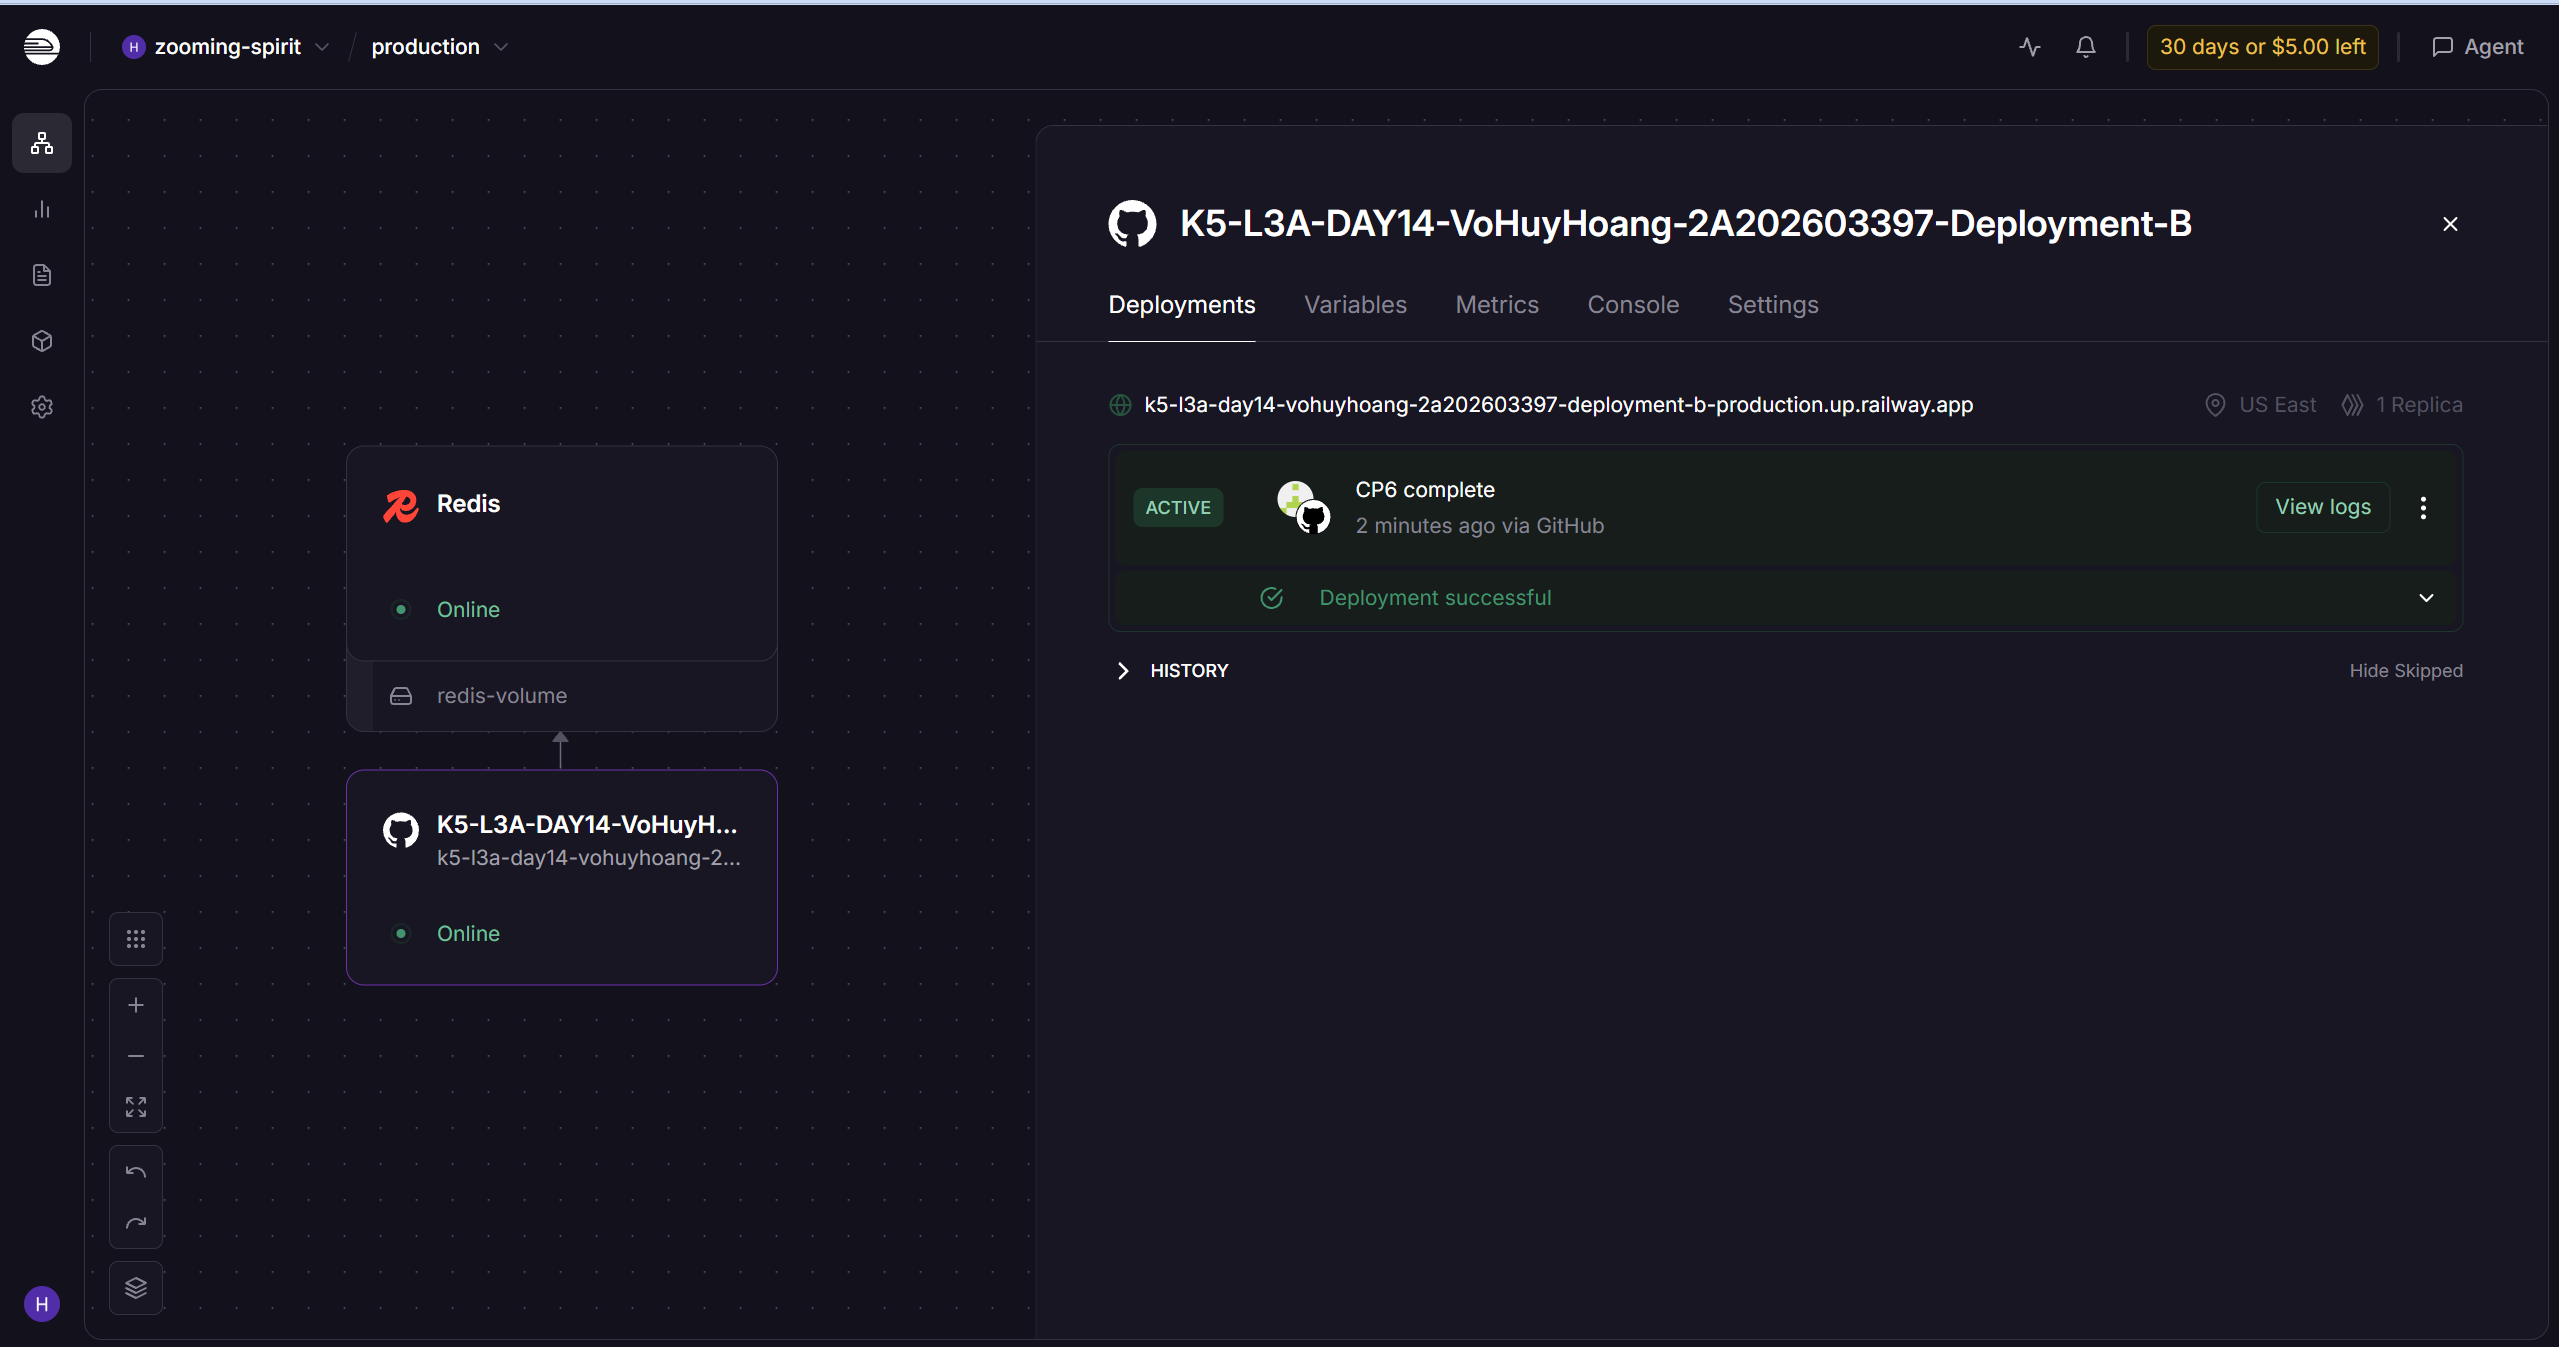 H zooming-spirit / production
30 days or $5.00 left
Agent
Redis
Online
redis-volume
K5-L3A-DAY14-VoHuyH...
k5-l3a-day14-vohuyhoang-2...
Online
H
K5-L3A-DAY14-VoHuyHoang-2A202603397-Deployment-B
Deployments Variables Metrics Console Settings
k5-l3a-day14-vohuyhoang-2a202603397-deployment-b-production.up.railway.app
US East 1 Replica
ACTIVE
CP6 complete
2 minutes ago via GitHub
View logs
Deployment successful
HISTORY
Hide Skipped